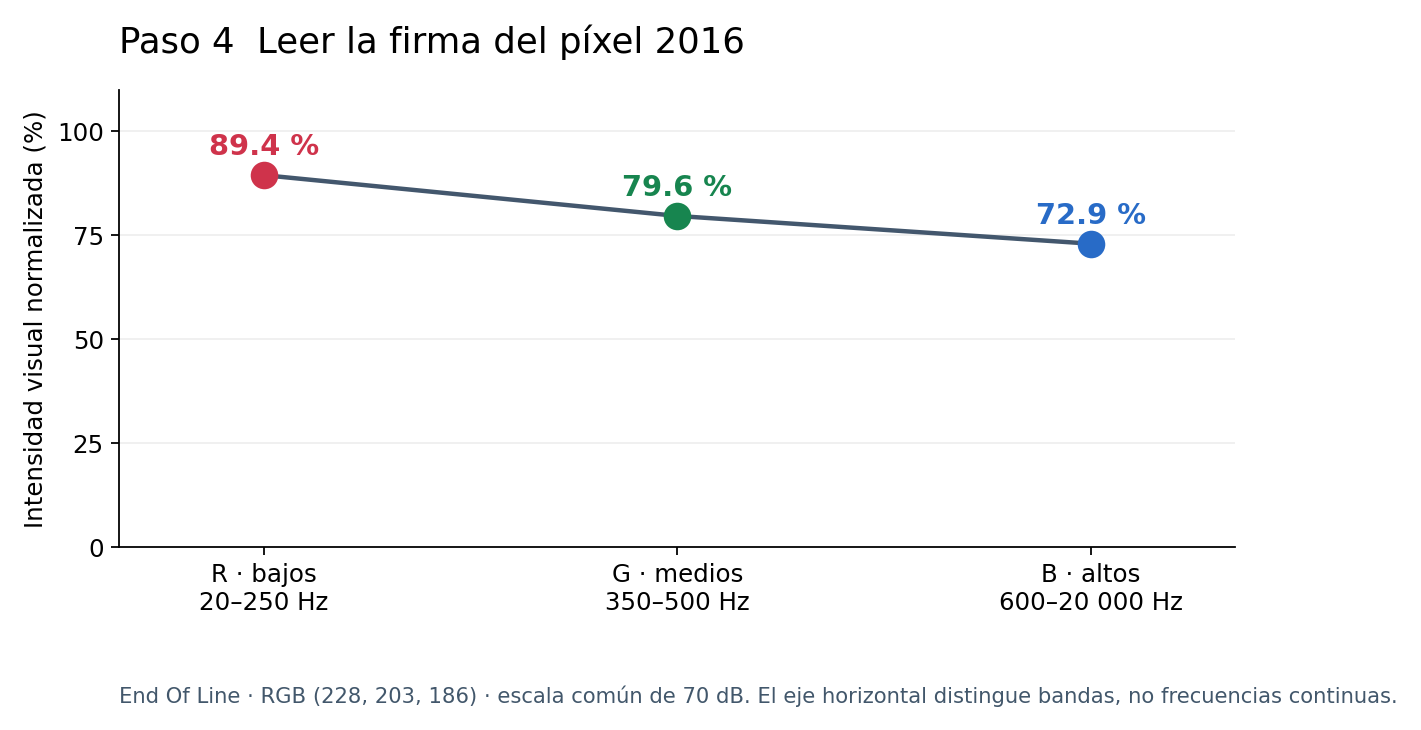 Paso 4  Leer la firma del píxel 2016
Intensidad visual normalizada (%)
100
75
50
25
0
89.4 %
79.6 %
72.9 %
R · bajos
20–250 Hz
G · medios
350–500 Hz
B · altos
600–20 000 Hz
End Of Line · RGB (228, 203, 186) · escala común de 70 dB. El eje horizontal distingue bandas, no frecuencias continuas.